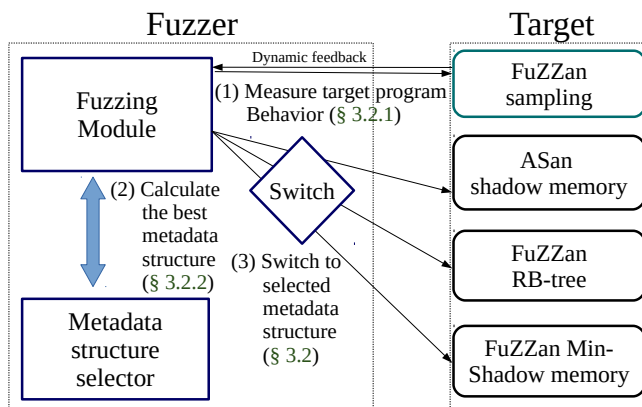 Fuzzer
Target
Fuzzing
Module
Dynamic feedback
(1) Measure target program
Behavior (§ 3.2.1)
FuZZan
sampling
ASan
shadow memory
Switch
(2) Calculate
the best
metadata
structure
(§ 3.2.2)
(3) Switch to
selected
metadata
structure
(§ 3.2)
FuZZan
RB-tree
Metadata
structure
selector
FuZZan Min-
Shadow memory